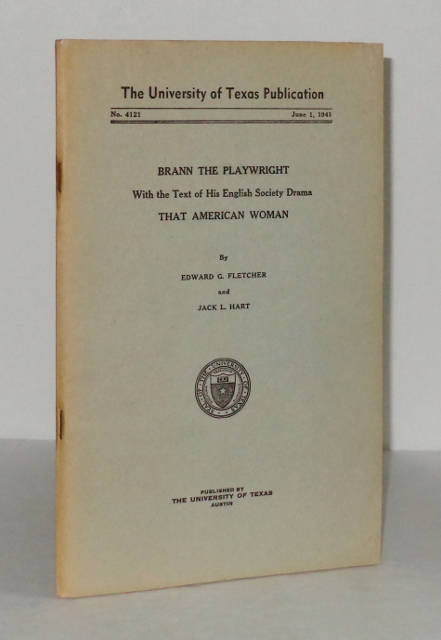 The University of Texas Publication
No. 4121 June 1, 1941
BRANN THE PLAYWRIGHT
With the Text of His English Society Drama
THAT AMERICAN WOMAN
By
EDWARD G. FLETCHER
and
JACK L. HART
PUBLISHED BY
THE UNIVERSITY OF TEXAS
AUSTIN